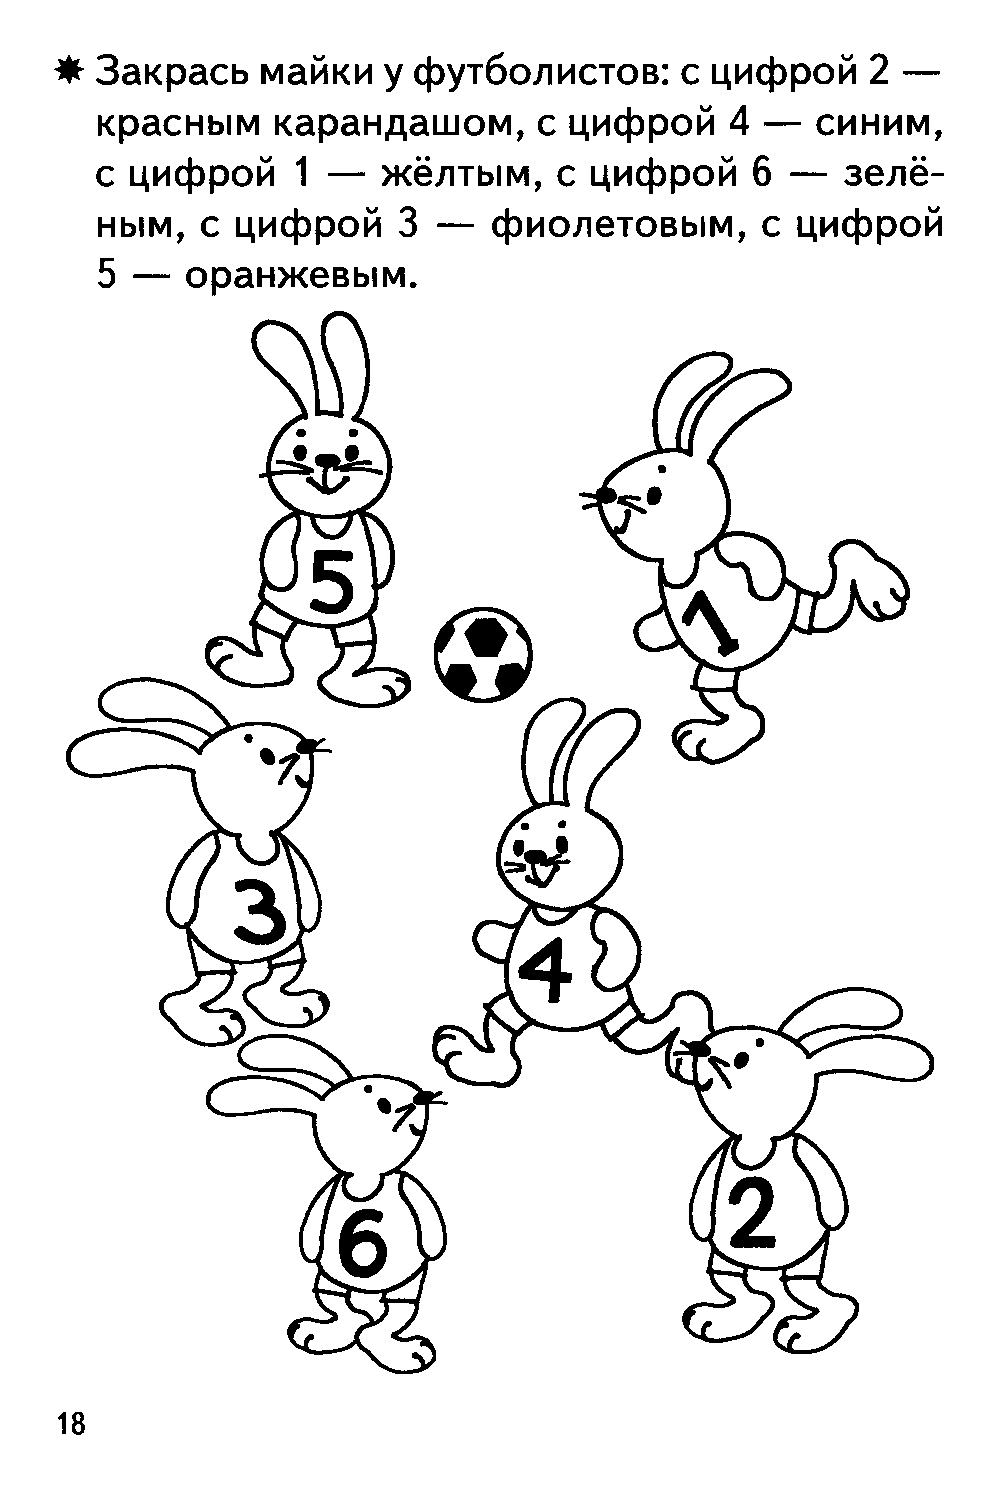 ✷ Закрась майки у футболистов: с цифрой 2 —
красным карандашом, с цифрой 4 — синим,
с цифрой 1 — жёлтым, с цифрой 6 — зелё-
ным, с цифрой 3 — фиолетовым, с цифрой
5 — оранжевым.
5
1
3
4
6
2
18